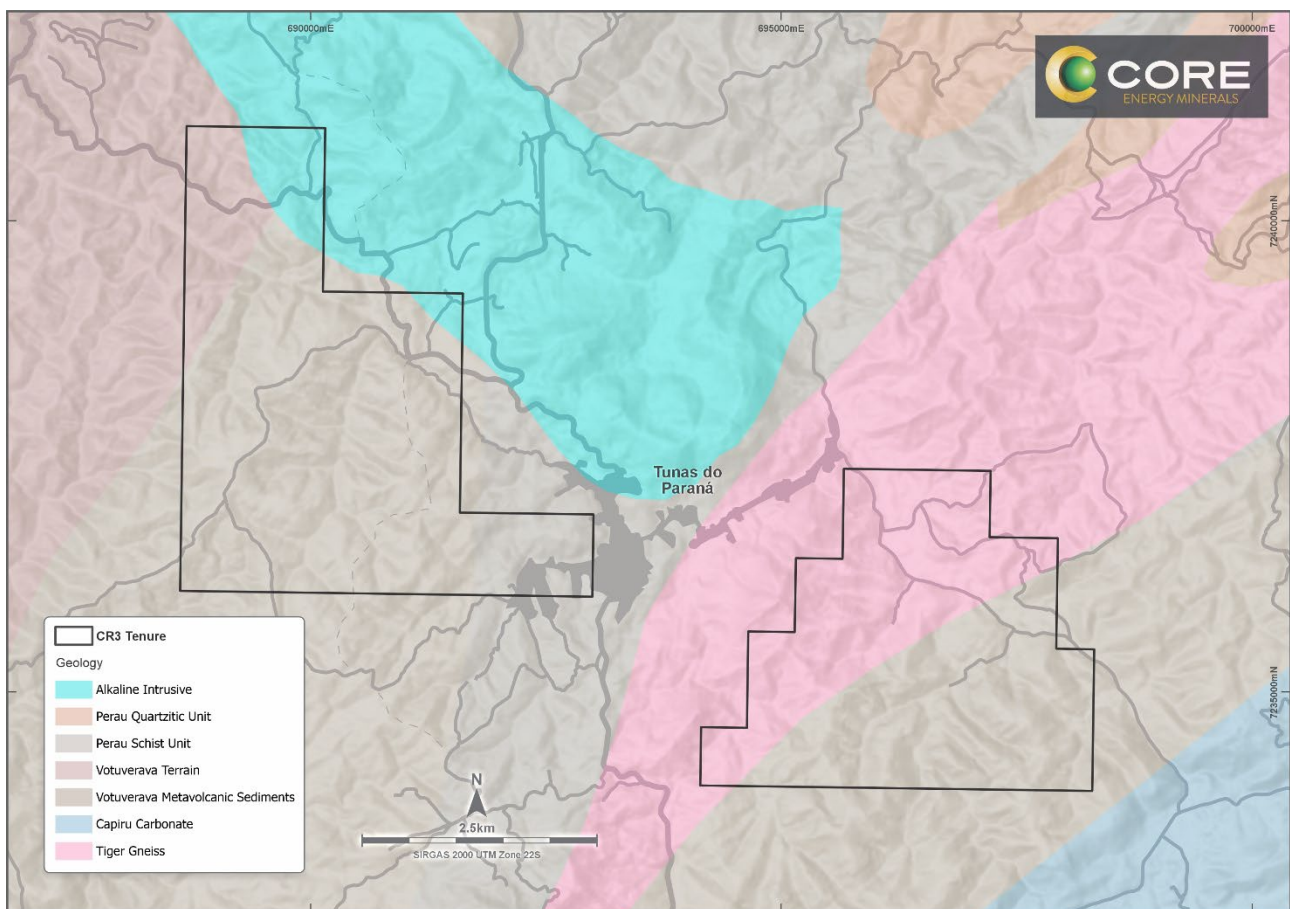 690000mE
695000mE
700000mE
CORE
ENERGY MINERALS
7240000mN
Tunas do
Paraná
7235000mN
CR3 Tenure
Geology
Alkaline Intrusive
Perau Quartzitic Unit
Perau Schist Unit
Votuverava Terrain
Votuverava Metavolcanic Sediments
Capiru Carbonate
Tiger Gneiss
N
2.5km
SIRGAS 2000 UTM Zone 22S